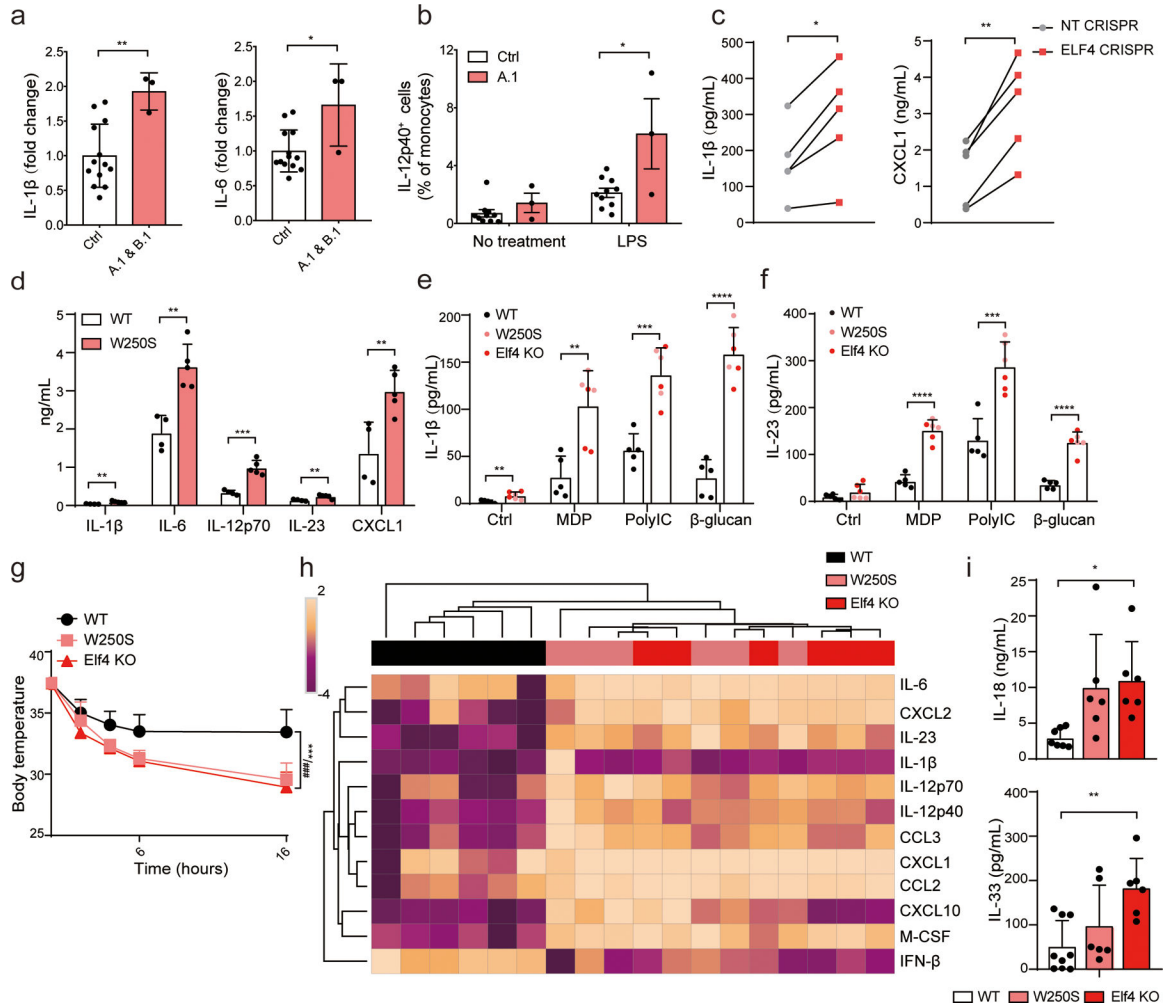 a
IL-1β (fold change)
2.5
2.0
1.5
1.0
0.5
0.0
**
Ctrl
A.1 & B.1
IL-6 (fold change)
2.5
2.0
1.5
1.0
0.5
0.0
*
Ctrl
A.1 & B.1
b
IL-12p40⁺ cells
(% of monocytes)
12
8
4
0
Ctrl
A.1
*
No treatment
LPS
c
IL-1β (pg/mL)
500
400
300
200
100
0
*
CXCL1 (ng/mL)
5
4
3
2
1
0
**
NT CRISPR
ELF4 CRISPR
d
WT
W250S
ng/mL
5
4
3
2
1
0
**
**
***
**
**
IL-1β
IL-6
IL-12p70
IL-23
CXCL1
e
WT
W250S
Elf4 KO
IL-1β (pg/mL)
200
150
100
50
0
**
**
***
****
Ctrl
MDP
PolyIC
β-glucan
f
WT
W250S
Elf4 KO
IL-23 (pg/mL)
400
300
200
100
0
****
***
****
Ctrl
MDP
PolyIC
β-glucan
g
WT
W250S
Elf4 KO
Body temperature
40
35
30
25
###/***
6
16
Time (hours)
h
2
-4
WT
W250S
Elf4 KO
IL-6
CXCL2
IL-23
IL-1β
IL-12p70
IL-12p40
CCL3
CXCL1
CCL2
CXCL10
M-CSF
IFN-β
i
IL-18 (ng/mL)
25
20
15
10
5
0
*
IL-33 (pg/mL)
400
300
200
100
0
**
WT
W250S
Elf4 KO